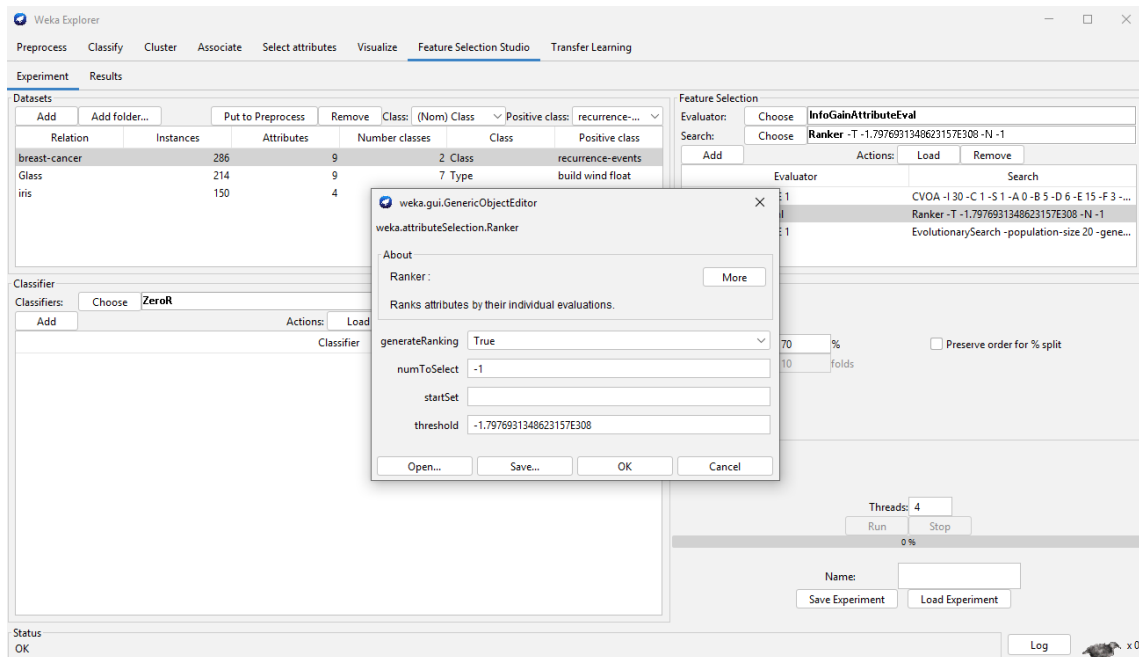 Weka Explorer
Preprocess Classify Cluster Associate Select attributes Visualize Feature Selection Studio Transfer Learning
Experiment Results
Datasets
Add Add folder... Put to Preprocess Remove Class: (Nom) Class Positive class: recurrence-...
Relation Instances Attributes Number classes Class Positive class
breast-cancer 286 9 2 Class recurrence-events
Glass 214 9 7 Type build wind float
iris 150 4
Feature Selection
Evaluator: Choose InfoGainAttributeEval
Search: Choose Ranker -T -1.7976931348623157E308 -N -1
Add Actions: Load Remove
Evaluator Search
E 1 CVOA -I 30 -C 1 -S 1 -A 0 -B 5 -D 6 -E 15 -F 3 -...
Ranker -T -1.7976931348623157E308 -N -1
E 1 EvolutionarySearch -population-size 20 -gene...
weka.gui.GenericObjectEditor
weka.attributeSelection.Ranker
About
Ranker :
More
Ranks attributes by their individual evaluations.
generateRanking True
numToSelect -1
startSet
threshold -1.7976931348623157E308
Open... Save... OK Cancel
Classifier
Classifiers: Choose ZeroR
Add Actions: Load
Classifier
70 % Preserve order for % split
10 folds
Threads: 4
Run Stop
0 %
Name:
Save Experiment Load Experiment
Status
OK
Log x 0